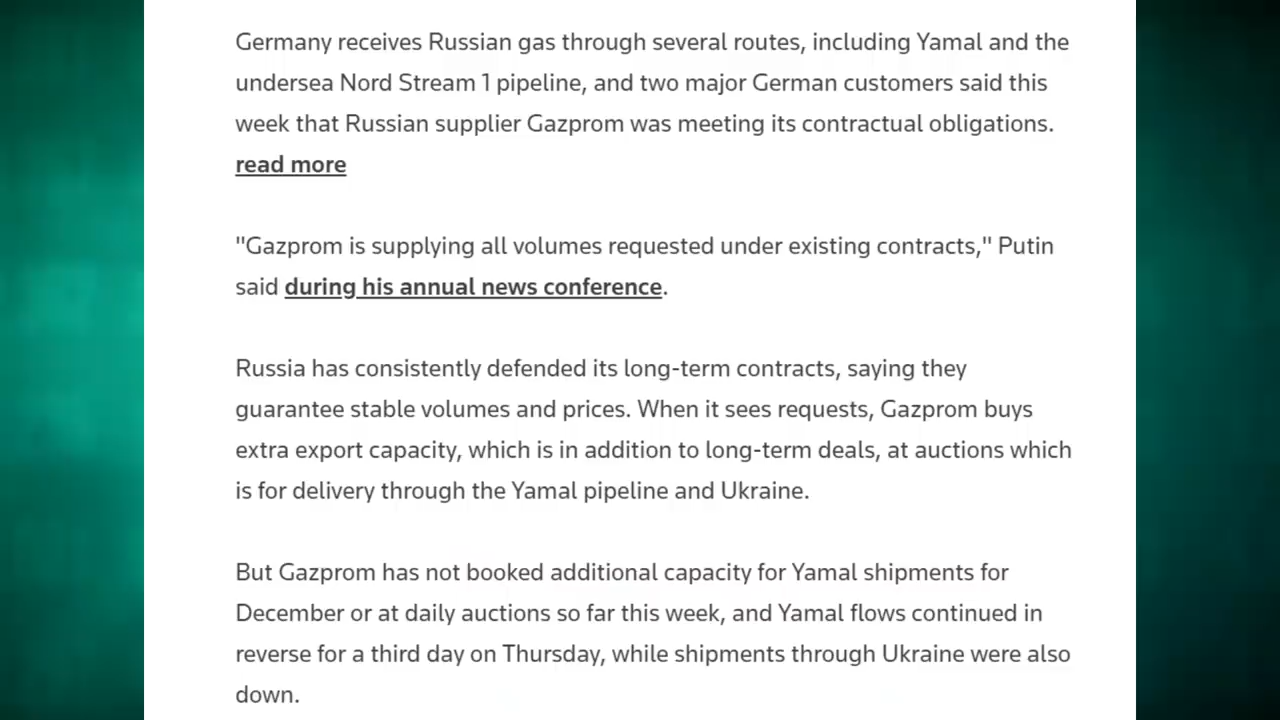 Germany receives Russian gas through several routes, including Yamal and the
undersea Nord Stream 1 pipeline, and two major German customers said this
week that Russian supplier Gazprom was meeting its contractual obligations.
read more
"Gazprom is supplying all volumes requested under existing contracts," Putin
said during his annual news conference.
Russia has consistently defended its long-term contracts, saying they
guarantee stable volumes and prices. When it sees requests, Gazprom buys
extra export capacity, which is in addition to long-term deals, at auctions which
is for delivery through the Yamal pipeline and Ukraine.
But Gazprom has not booked additional capacity for Yamal shipments for
December or at daily auctions so far this week, and Yamal flows continued in
reverse for a third day on Thursday, while shipments through Ukraine were also
down.